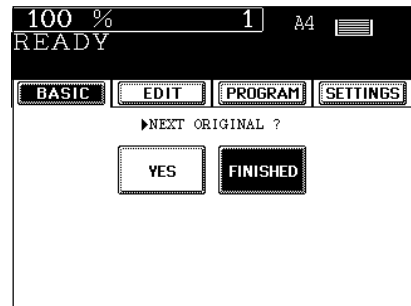 100 % 1 A4
READY
BASIC EDIT PROGRAM SETTINGS
▶NEXT ORIGINAL ?
YES FINISHED